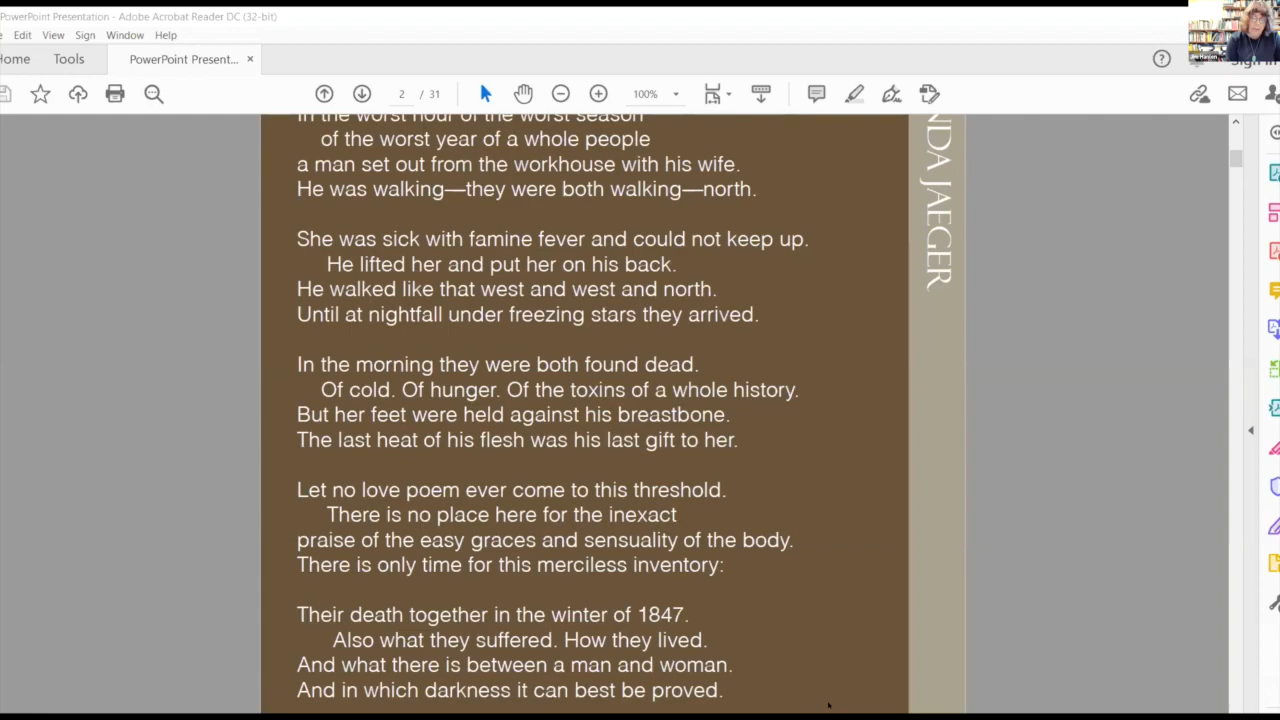 PowerPoint Presentation - Adobe Acrobat Reader DC (32-bit)
Edit View Sign Window Help
Home Tools PowerPoint Present... ×
2 / 31 100%
In the worst hour of the worst season
of the worst year of a whole people
a man set out from the workhouse with his wife.
He was walking—they were both walking—north.
She was sick with famine fever and could not keep up.
He lifted her and put her on his back.
He walked like that west and west and north.
Until at nightfall under freezing stars they arrived.
In the morning they were both found dead.
Of cold. Of hunger. Of the toxins of a whole history.
But her feet were held against his breastbone.
The last heat of his flesh was his last gift to her.
Let no love poem ever come to this threshold.
There is no place here for the inexact
praise of the easy graces and sensuality of the body.
There is only time for this merciless inventory:
Their death together in the winter of 1847.
Also what they suffered. How they lived.
And what there is between a man and woman.
And in which darkness it can best be proved.
NDA JAEGER